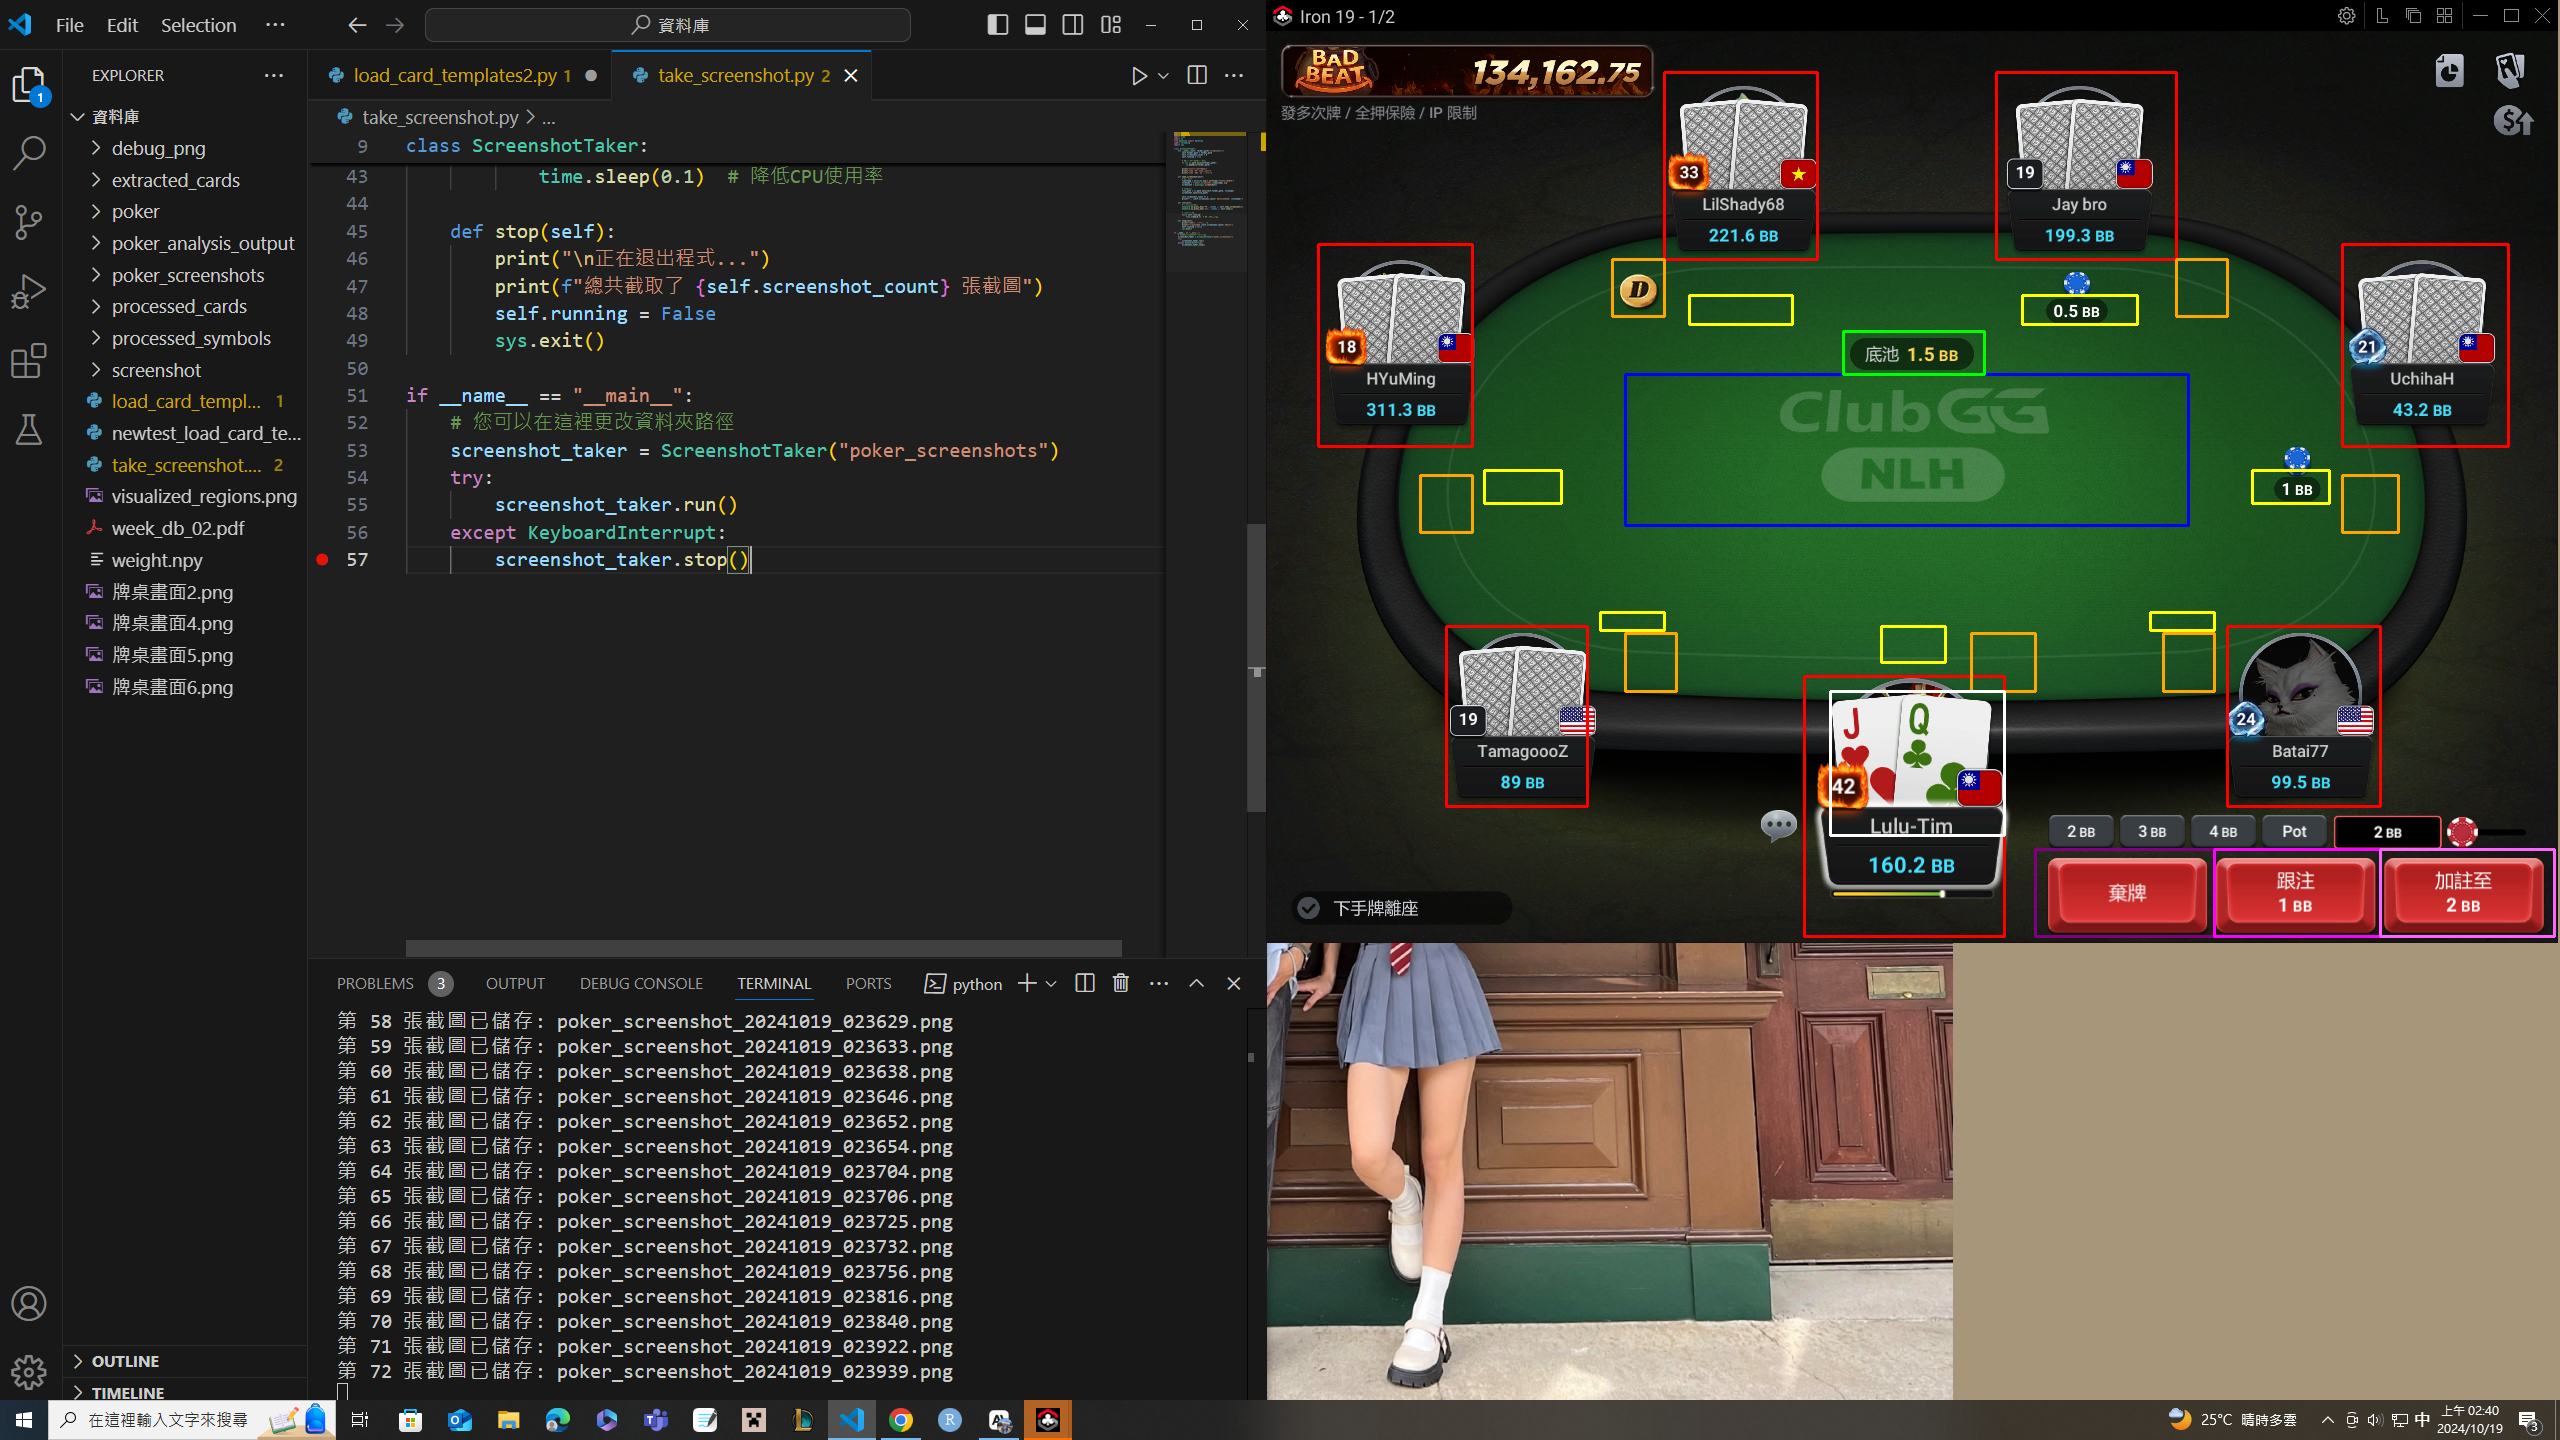 File Edit Selection ...
資料庫
EXPLORER
資料庫
debug_png
extracted_cards
poker
poker_analysis_output
poker_screenshots
processed_cards
processed_symbols
screenshot
load_card_templ... 1
newtest_load_card_te...
take_screenshot.... 2
visualized_regions.png
week_db_02.pdf
weight.npy
牌桌畫面2.png
牌桌畫面4.png
牌桌畫面5.png
牌桌畫面6.png
OUTLINE
TIMELINE
1
load_card_templates2.py 1
take_screenshot.py 2
take_screenshot.py > ...
9 class ScreenshotTaker:
43 time.sleep(0.1) # 降低CPU使用率
44
45 def stop(self):
46 print("\n正在退出程式...")
47 print(f"總共截取了 {self.screenshot_count} 張截圖")
48 self.running = False
49 sys.exit()
50
51 if __name__ == "__main__":
52 # 您可以在這裡更改資料夾路徑
53 screenshot_taker = ScreenshotTaker("poker_screenshots")
54 try:
55 screenshot_taker.run()
56 except KeyboardInterrupt:
57 screenshot_taker.stop()
PROBLEMS 3 OUTPUT DEBUG CONSOLE TERMINAL PORTS python
第 58 張截圖已儲存: poker_screenshot_20241019_023629.png
第 59 張截圖已儲存: poker_screenshot_20241019_023633.png
第 60 張截圖已儲存: poker_screenshot_20241019_023638.png
第 61 張截圖已儲存: poker_screenshot_20241019_023646.png
第 62 張截圖已儲存: poker_screenshot_20241019_023652.png
第 63 張截圖已儲存: poker_screenshot_20241019_023654.png
第 64 張截圖已儲存: poker_screenshot_20241019_023704.png
第 65 張截圖已儲存: poker_screenshot_20241019_023706.png
第 66 張截圖已儲存: poker_screenshot_20241019_023725.png
第 67 張截圖已儲存: poker_screenshot_20241019_023732.png
第 68 張截圖已儲存: poker_screenshot_20241019_023756.png
第 69 張截圖已儲存: poker_screenshot_20241019_023816.png
第 70 張截圖已儲存: poker_screenshot_20241019_023840.png
第 71 張截圖已儲存: poker_screenshot_20241019_023922.png
第 72 張截圖已儲存: poker_screenshot_20241019_023939.png
Iron 19 - 1/2
BAD BEAT 134,162.75
發多次牌 / 全押保險 / IP 限制
33
LilShady68
221.6 BB
19
Jay bro
199.3 BB
18
HYuMing
311.3 BB
21
UchihaH
43.2 BB
D
0.5 BB
底池 1.5 BB
ClubGG
NLH
1 BB
19
TamagoooZ
89 BB
J Q
42
Lulu-Tim
160.2 BB
24
Batai77
99.5 BB
2 BB 3 BB 4 BB Pot 2 BB
棄牌
跟注
1 BB
加註至
2 BB
下手牌離座
在這裡輸入文字來搜尋
25°C 晴時多雲
中
上午 02:40
2024/10/19
3